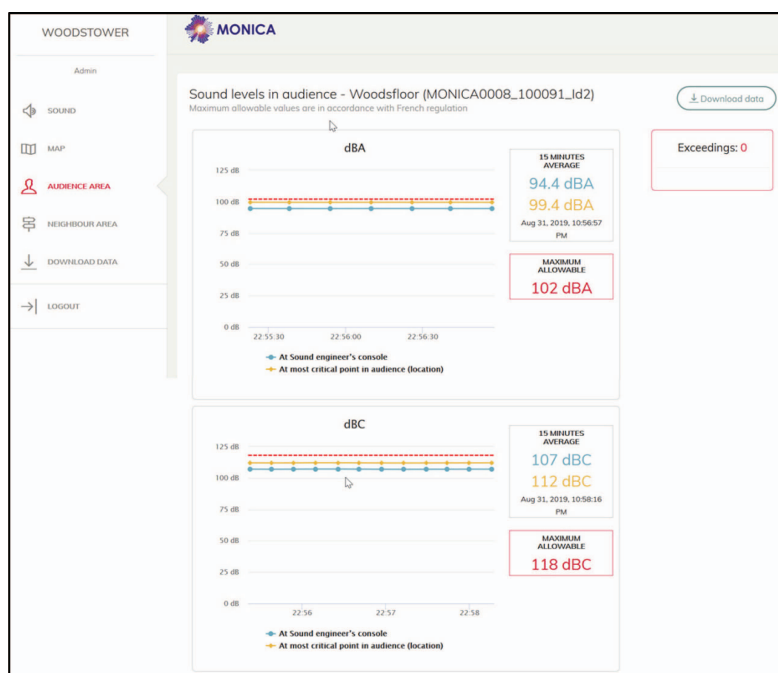 WOODSTOWER
MONICA
Admin
SOUND
MAP
AUDIENCE AREA
NEIGHBOUR AREA
DOWNLOAD DATA
LOGOUT
Sound levels in audience - Woodsfloor (MONICA0008_100091_ld2)
Maximum allowable values are in accordance with French regulation
Download data
Exceedings: 0
dBA
125 dB
100 dB
75 dB
50 dB
25 dB
0 dB
22:55:30
22:56:00
22:56:30
At Sound engineer's console
At most critical point in audience (location)
15 MINUTES
AVERAGE
94.4 dBA
99.4 dBA
Aug 31, 2019, 10:56:57
PM
MAXIMUM
ALLOWABLE
102 dBA
dBC
125 dB
100 dB
75 dB
50 dB
25 dB
0 dB
22:56
22:57
22:58
At Sound engineer's console
At most critical point in audience (location)
15 MINUTES
AVERAGE
107 dBC
112 dBC
Aug 31, 2019, 10:58:16
PM
MAXIMUM
ALLOWABLE
118 dBC